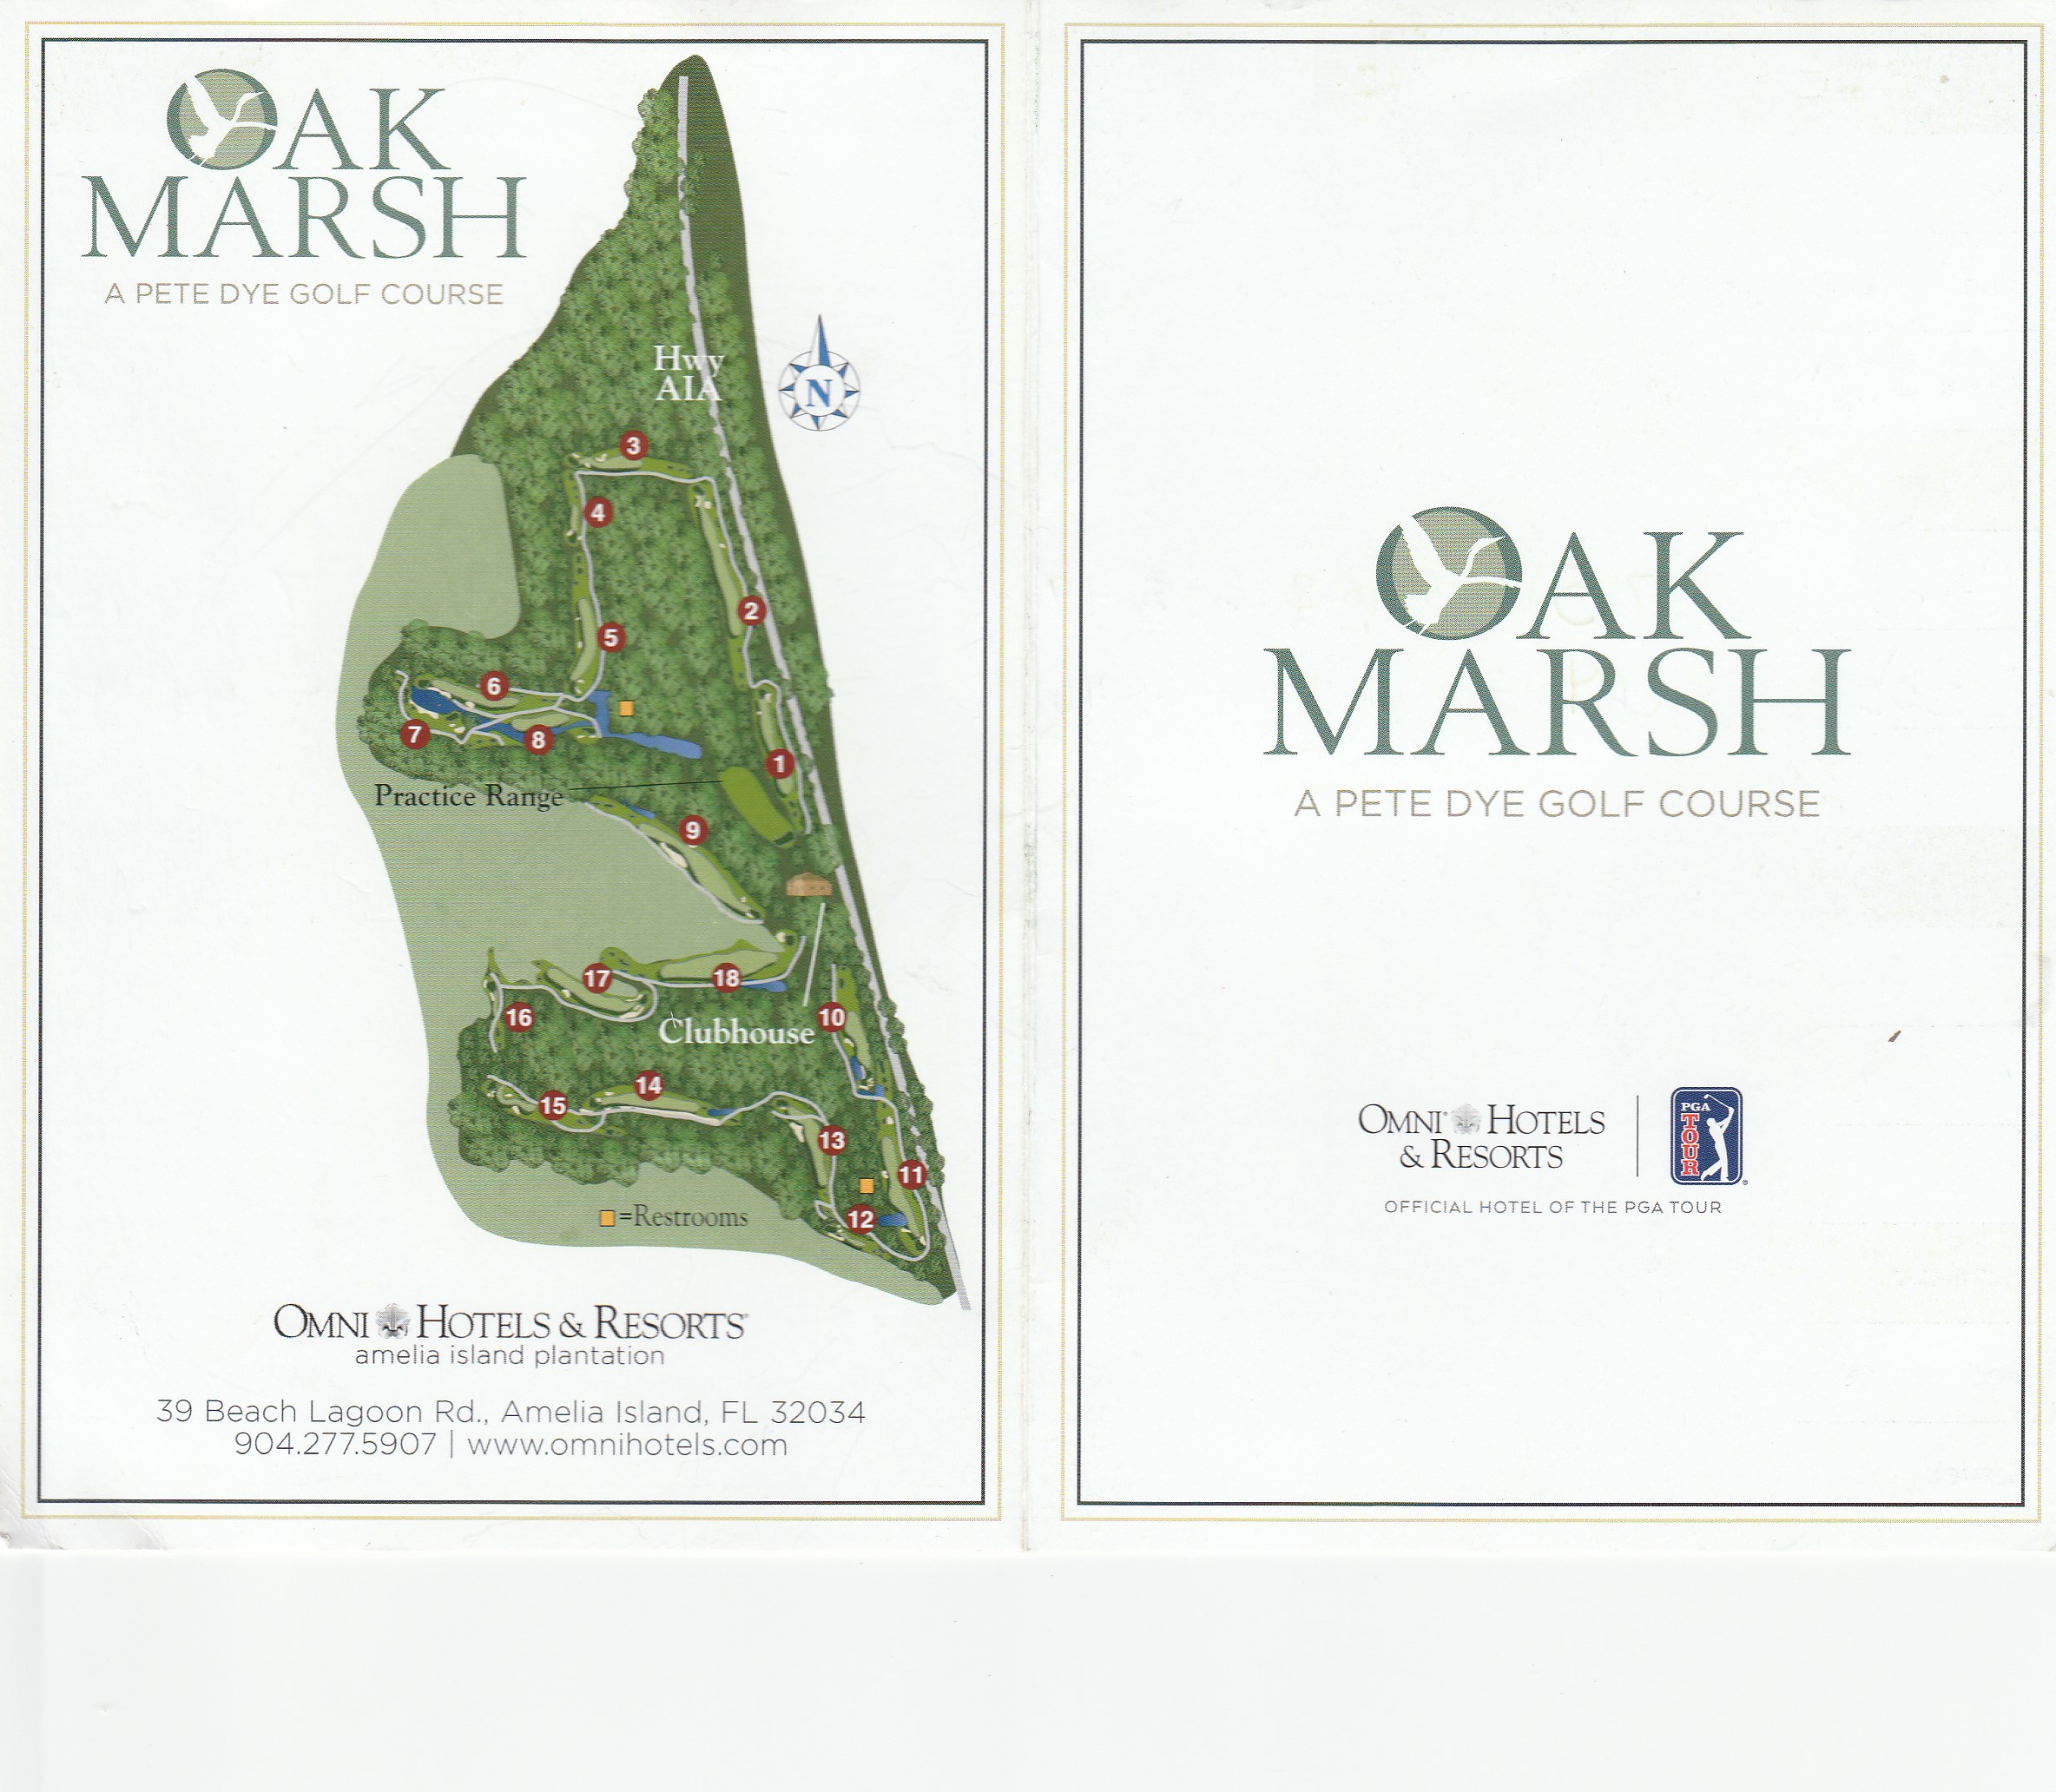 OAK
MARSH
A PETE DYE GOLF COURSE
Hwy
A1A
N
3
4
2
5
6
7
8
1
Practice Range
9
17
18
16
10
Clubhouse
14
15
13
11
12
=Restrooms
OMNI HOTELS & RESORTS
amelia island plantation
39 Beach Lagoon Rd., Amelia Island, FL 32034
904.277.5907 | www.omnihotels.com
OAK
MARSH
A PETE DYE GOLF COURSE
OMNI HOTELS
& RESORTS
PGA
TOUR
OFFICIAL HOTEL OF THE PGA TOUR